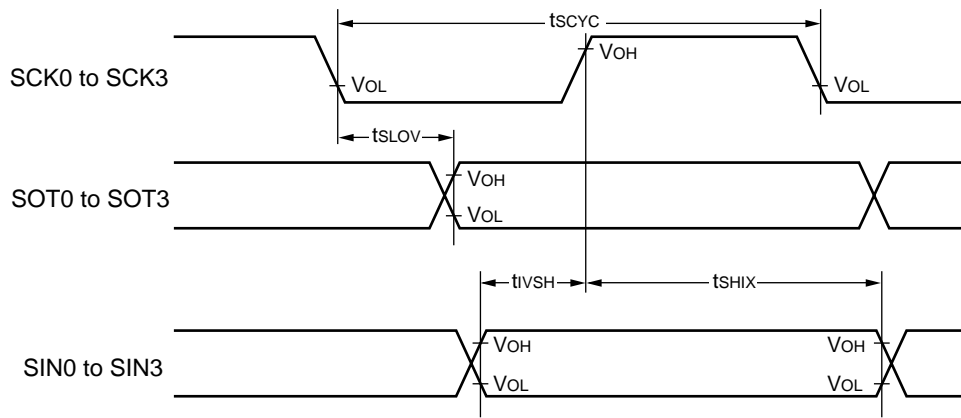 tSCYC
VOH
SCK0 to SCK3
VOL
VOL
tSLOV
VOH
SOT0 to SOT3
VOL
tIVSH
tSHIX
VOH
VOH
SIN0 to SIN3
VOL
VOL